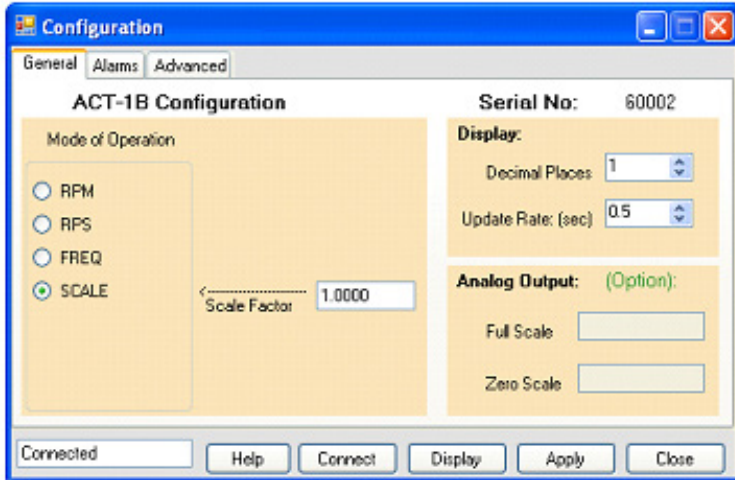 Configuration
General Alarms Advanced
ACT-1B Configuration
Serial No: 60002
Mode of Operation
RPM
RPS
FREQ
SCALE
<
Scale Factor
1.0000
Display:
Decimal Places 1
Update Rate: (sec) 0.5
Analog Output: (Option):
Full Scale
Zero Scale
Connected
Help Connect Display Apply Close